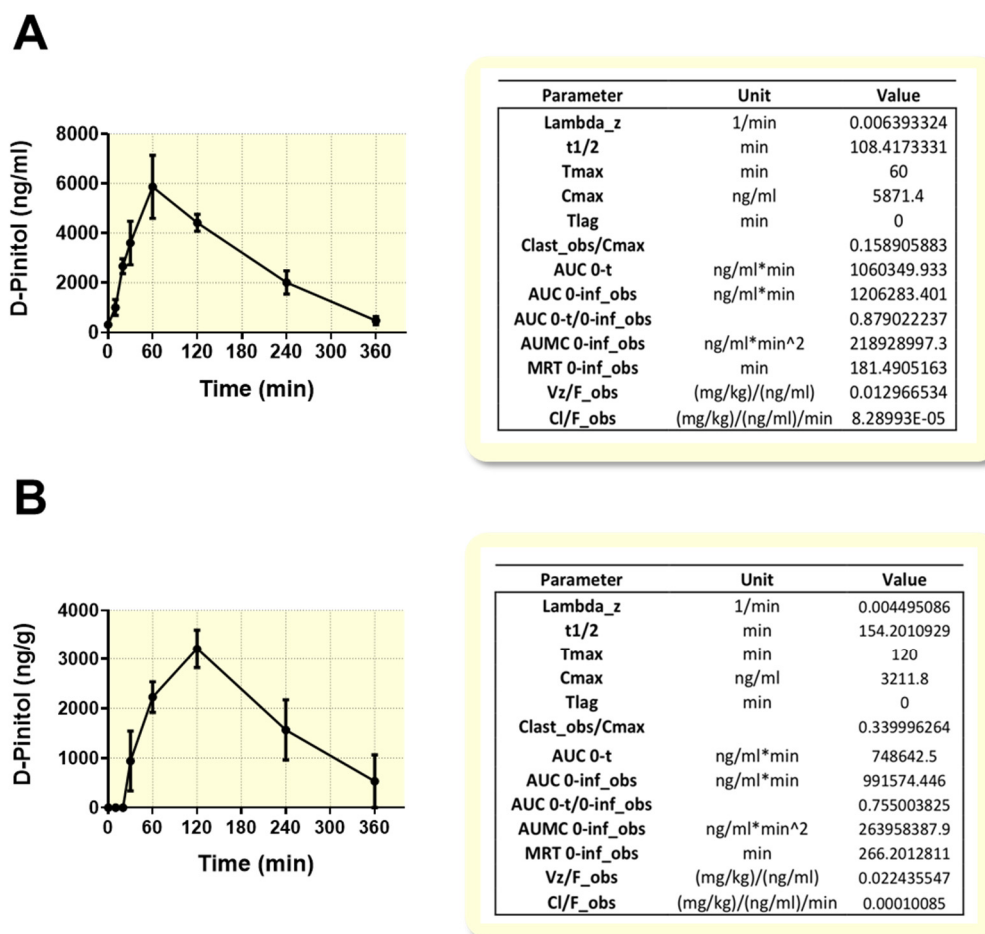 A
D-Pinitol (ng/ml)
8000
6000
4000
2000
0
0 60 120 180 240 300 360
Time (min)
Parameter Unit Value
Lambda_z 1/min 0.006393324
t1/2 min 108.4173331
Tmax min 60
Cmax ng/ml 5871.4
Tlag min 0
Clast_obs/Cmax 0.158905883
AUC 0-t ng/ml*min 1060349.933
AUC 0-inf_obs ng/ml*min 1206283.401
AUC 0-t/0-inf_obs 0.879022237
AUMC 0-inf_obs ng/ml*min^2 218928997.3
MRT 0-inf_obs min 181.4905163
Vz/F_obs (mg/kg)/(ng/ml) 0.012966534
Cl/F_obs (mg/kg)/(ng/ml)/min 8.28993E-05
B
D-Pinitol (ng/g)
4000
3000
2000
1000
0
0 60 120 180 240 300 360
Time (min)
Parameter Unit Value
Lambda_z 1/min 0.004495086
t1/2 min 154.2010929
Tmax min 120
Cmax ng/ml 3211.8
Tlag min 0
Clast_obs/Cmax 0.339996264
AUC 0-t ng/ml*min 748642.5
AUC 0-inf_obs ng/ml*min 991574.446
AUC 0-t/0-inf_obs 0.755003825
AUMC 0-inf_obs ng/ml*min^2 263958387.9
MRT 0-inf_obs min 266.2012811
Vz/F_obs (mg/kg)/(ng/ml) 0.022435547
Cl/F_obs (mg/kg)/(ng/ml)/min 0.00010085